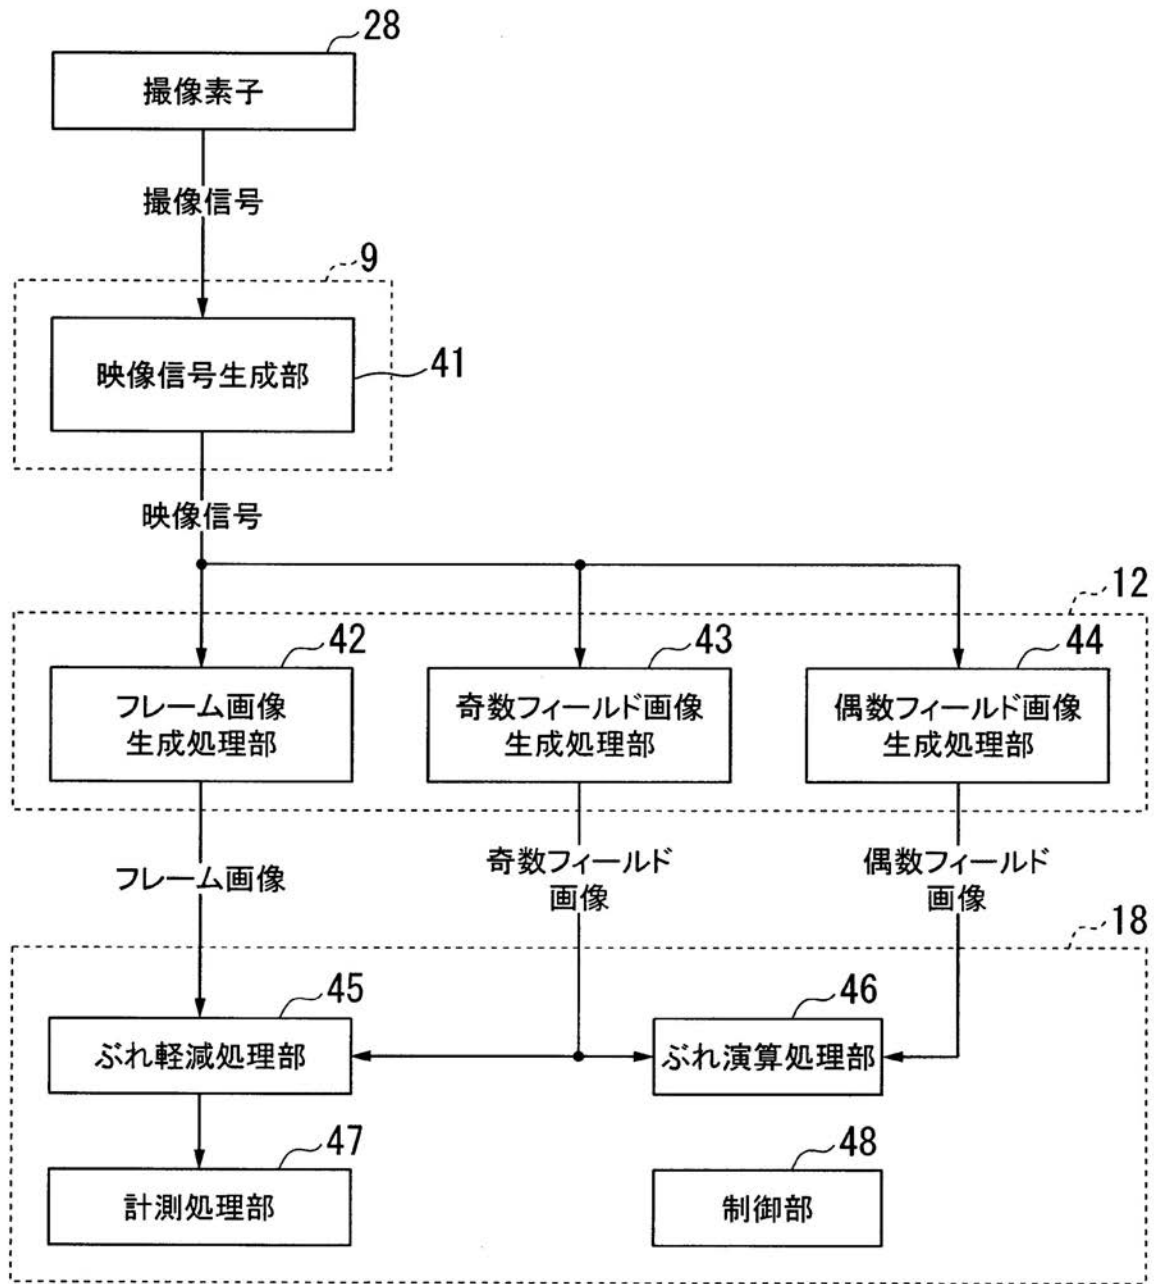 28
撮像素子
撮像信号
9
映像信号生成部
41
映像信号
12
42
43
44
フレーム画像
生成処理部
奇数フィールド画像
生成処理部
偶数フィールド画像
生成処理部
フレーム画像
奇数フィールド
画像
偶数フィールド
画像
18
45
46
ぶれ軽減処理部
ぶれ演算処理部
47
48
計測処理部
制御部